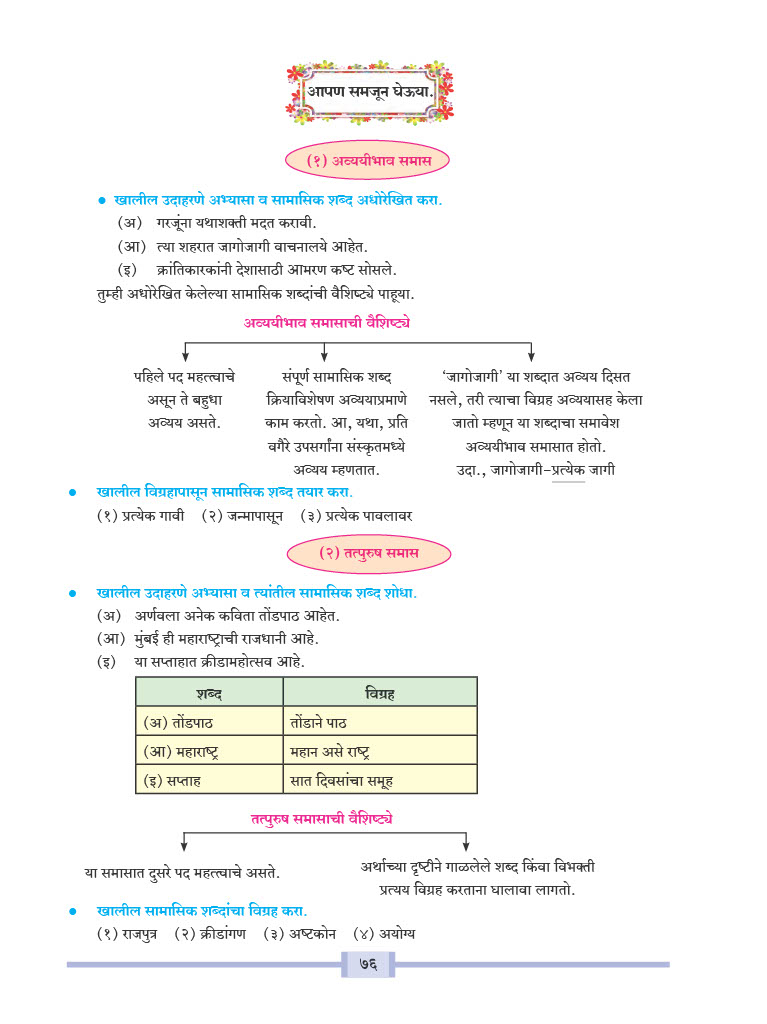 आपण समजून घेऊया.
(१) अव्ययीभाव समास
● खालील उदाहरणे अभ्यासा व सामासिक शब्द अधोरेखित करा.
(अ) गरजूंना यथाशक्ती मदत करावी.
(आ) त्या शहरात जागोजागी वाचनालये आहेत.
(इ) क्रांतिकारकांनी देशासाठी आमरण कष्ट सोसले.
तुम्ही अधोरेखित केलेल्या सामासिक शब्दांची वैशिष्ट्ये पाहूया.
अव्ययीभाव समासाची वैशिष्ट्ये
पहिले पद महत्त्वाचे
असून ते बहुधा
अव्यय असते.
संपूर्ण सामासिक शब्द
क्रियाविशेषण अव्ययाप्रमाणे
काम करतो. आ, यथा, प्रति
वगैरे उपसर्गांना संस्कृतमध्ये
अव्यय म्हणतात.
‘जागोजागी’ या शब्दात अव्यय दिसत
नसले, तरी त्याचा विग्रह अव्ययासह केला
जातो म्हणून या शब्दाचा समावेश
अव्ययीभाव समासात होतो.
उदा., जागोजागी-प्रत्येक जागी
● खालील विग्रहापासून सामासिक शब्द तयार करा.
(१) प्रत्येक गावी (२) जन्मापासून (३) प्रत्येक पावलावर
(२) तत्पुरुष समास
● खालील उदाहरणे अभ्यासा व त्यांतील सामासिक शब्द शोधा.
(अ) अर्णवला अनेक कविता तोंडपाठ आहेत.
(आ) मुंबई ही महाराष्ट्राची राजधानी आहे.
(इ) या सप्ताहात क्रीडामहोत्सव आहे.
शब्द विग्रह
(अ) तोंडपाठ तोंडाने पाठ
(आ) महाराष्ट्र महान असे राष्ट्र
(इ) सप्ताह सात दिवसांचा समूह
तत्पुरुष समासाची वैशिष्ट्ये
या समासात दुसरे पद महत्त्वाचे असते.
अर्थाच्या दृष्टीने गाळलेले शब्द किंवा विभक्ती
प्रत्यय विग्रह करताना घालावा लागतो.
● खालील सामासिक शब्दांचा विग्रह करा.
(१) राजपुत्र (२) क्रीडांगण (३) अष्टकोन (४) अयोग्य
७६